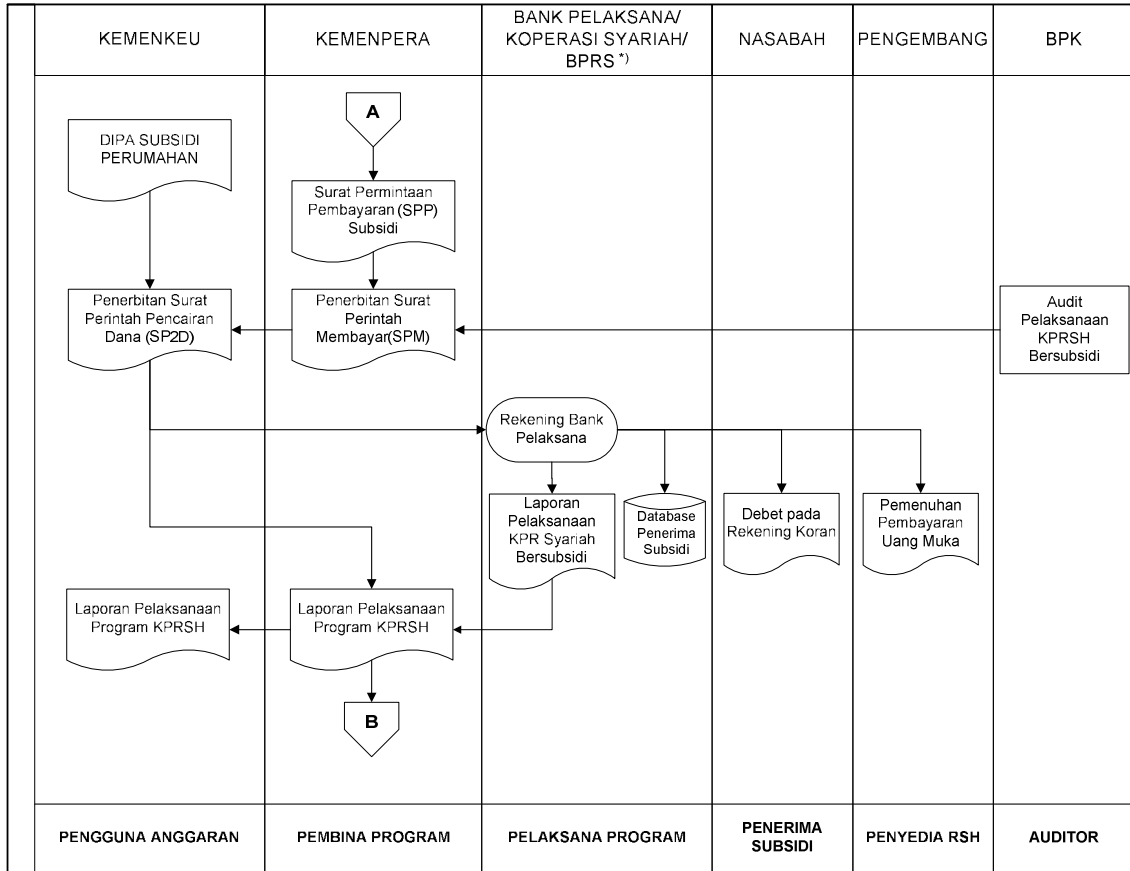 KEMENKEU
KEMENPERA
BANK PELAKSANA/
KOPERASI SYARIAH/
BPRS *)
NASABAH
PENGEMBANG
BPK
A
DIPA SUBSIDI
PERUMAHAN
Surat Permintaan
Pembayaran (SPP)
Subsidi
Penerbitan Surat
Perintah Pencairan
Dana (SP2D)
Penerbitan Surat
Perintah
Membayar(SPM)
Audit
Pelaksanaan
KPRSH
Bersubsidi
Rekening Bank
Pelaksana
Laporan
Pelaksanaan
KPR Syariah
Bersubsidi
Database
Penerima
Subsidi
Debet pada
Rekening Koran
Pemenuhan
Pembayaran
Uang Muka
Laporan Pelaksanaan
Program KPRSH
Laporan Pelaksanaan
Program KPRSH
B
PENGGUNA ANGGARAN
PEMBINA PROGRAM
PELAKSANA PROGRAM
PENERIMA
SUBSIDI
PENYEDIA RSH
AUDITOR